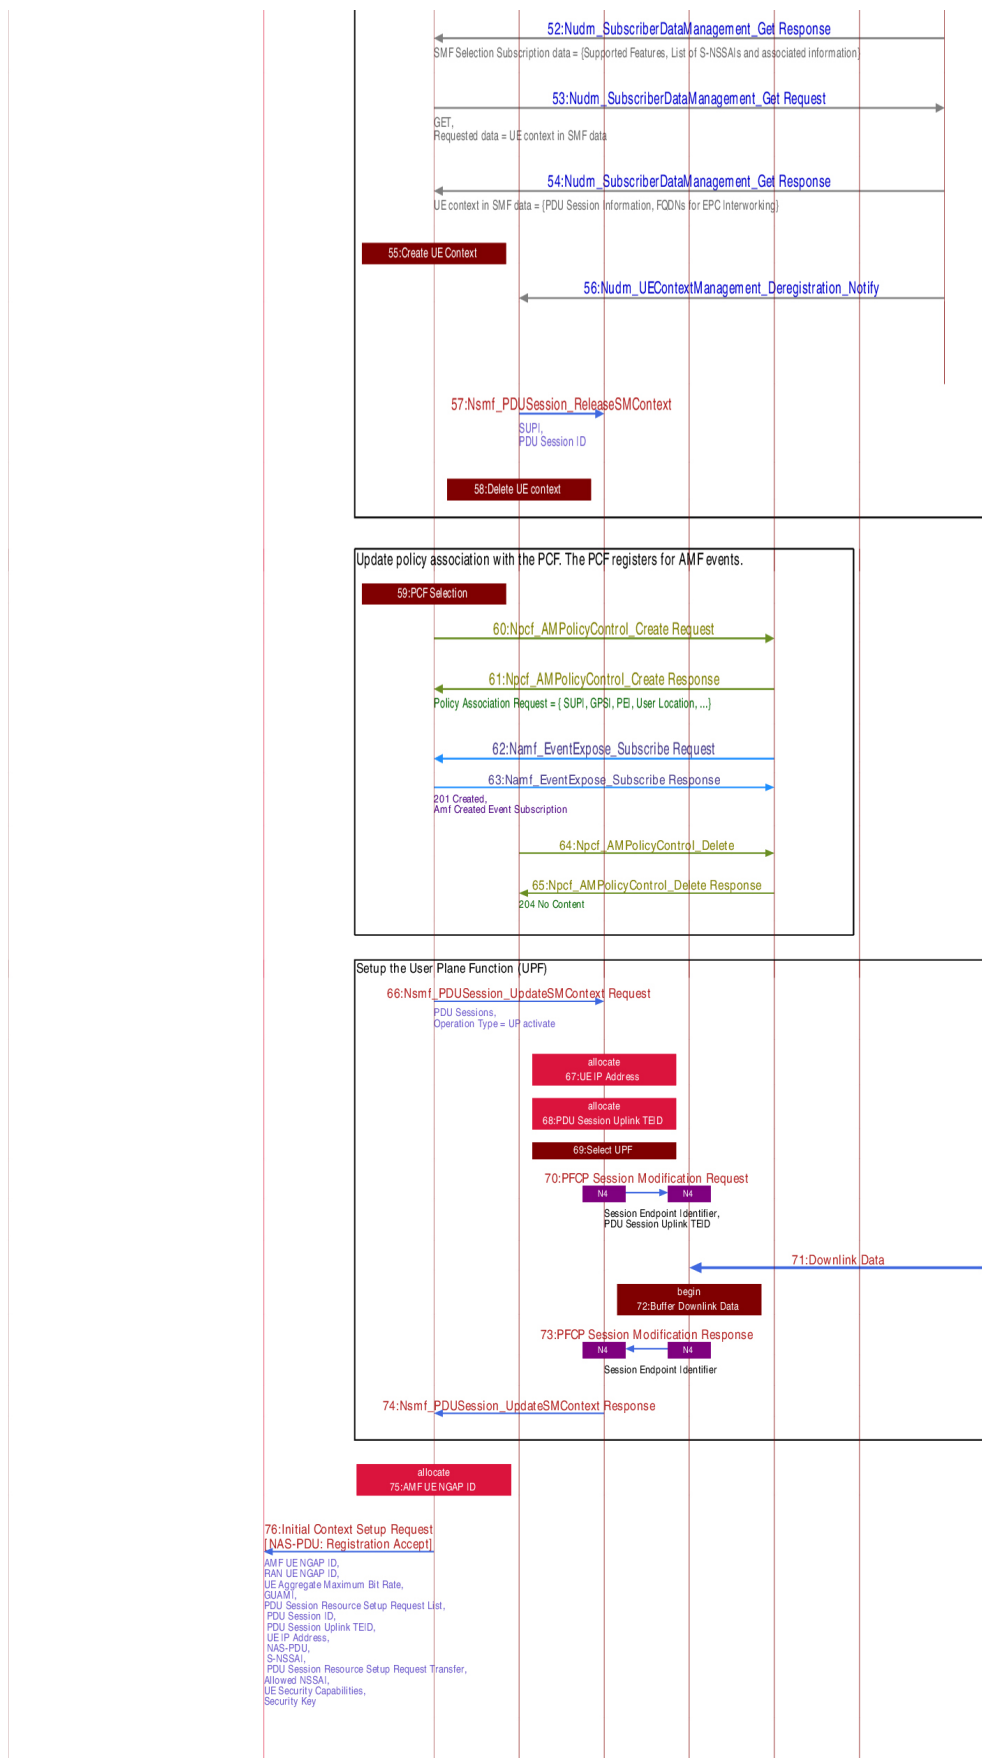 52:Nudm_SubscriberDataManagement_Get Response
SMF Selection Subscription data = {Supported Features, List of S-NSSAIs and associated information}
53:Nudm_SubscriberDataManagement_Get Request
GET,
Requested data = UE context in SMF data
54:Nudm_SubscriberDataManagement_Get Response
UE context in SMF data = {PDU Session Information, FQDNs for EPC Interworking}
55:Create UE Context
56:Nudm_UEContextManagement_Deregistration_Notify
57:Nsmf_PDUSession_ReleaseSMContext
SUPI,
PDU Session ID
58:Delete UE context
Update policy association with the PCF. The PCF registers for AMF events.
59:PCF Selection
60:Npcf_AMPolicyControl_Create Request
61:Npcf_AMPolicyControl_Create Response
Policy Association Request = { SUPI, GPSI, PEI, User Location, ...}
62:Namf_EventExpose_Subscribe Request
63:Namf_EventExpose_Subscribe Response
201 Created,
Amf Created Event Subscription
64:Npcf_AMPolicyControl_Delete
65:Npcf_AMPolicyControl_Delete Response
204 No Content
Setup the User Plane Function (UPF)
66:Nsmf_PDUSession_UpdateSMContext Request
PDU Sessions,
Operation Type = UP activate
allocate
67:UE IP Address
allocate
68:PDU Session Uplink TEID
69:Select UPF
70:PFCP Session Modification Request
N4 N4
Session Endpoint Identifier,
PDU Session Uplink TEID
71:Downlink Data
begin
72:Buffer Downlink Data
73:PFCP Session Modification Response
N4 N4
Session Endpoint Identifier
74:Nsmf_PDUSession_UpdateSMContext Response
allocate
75:AMF UE NGAP ID
76:Initial Context Setup Request
[NAS-PDU: Registration Accept]
AMF UE NGAP ID,
RAN UE NGAP ID,
UE Aggregate Maximum Bit Rate,
GUAMI,
PDU Session Resource Setup Request List,
PDU Session ID,
PDU Session Uplink TEID,
UE IP Address,
NAS-PDU,
S-NSSAI,
PDU Session Resource Setup Request Transfer,
Allowed NSSAI,
UE Security Capabilities,
Security Key